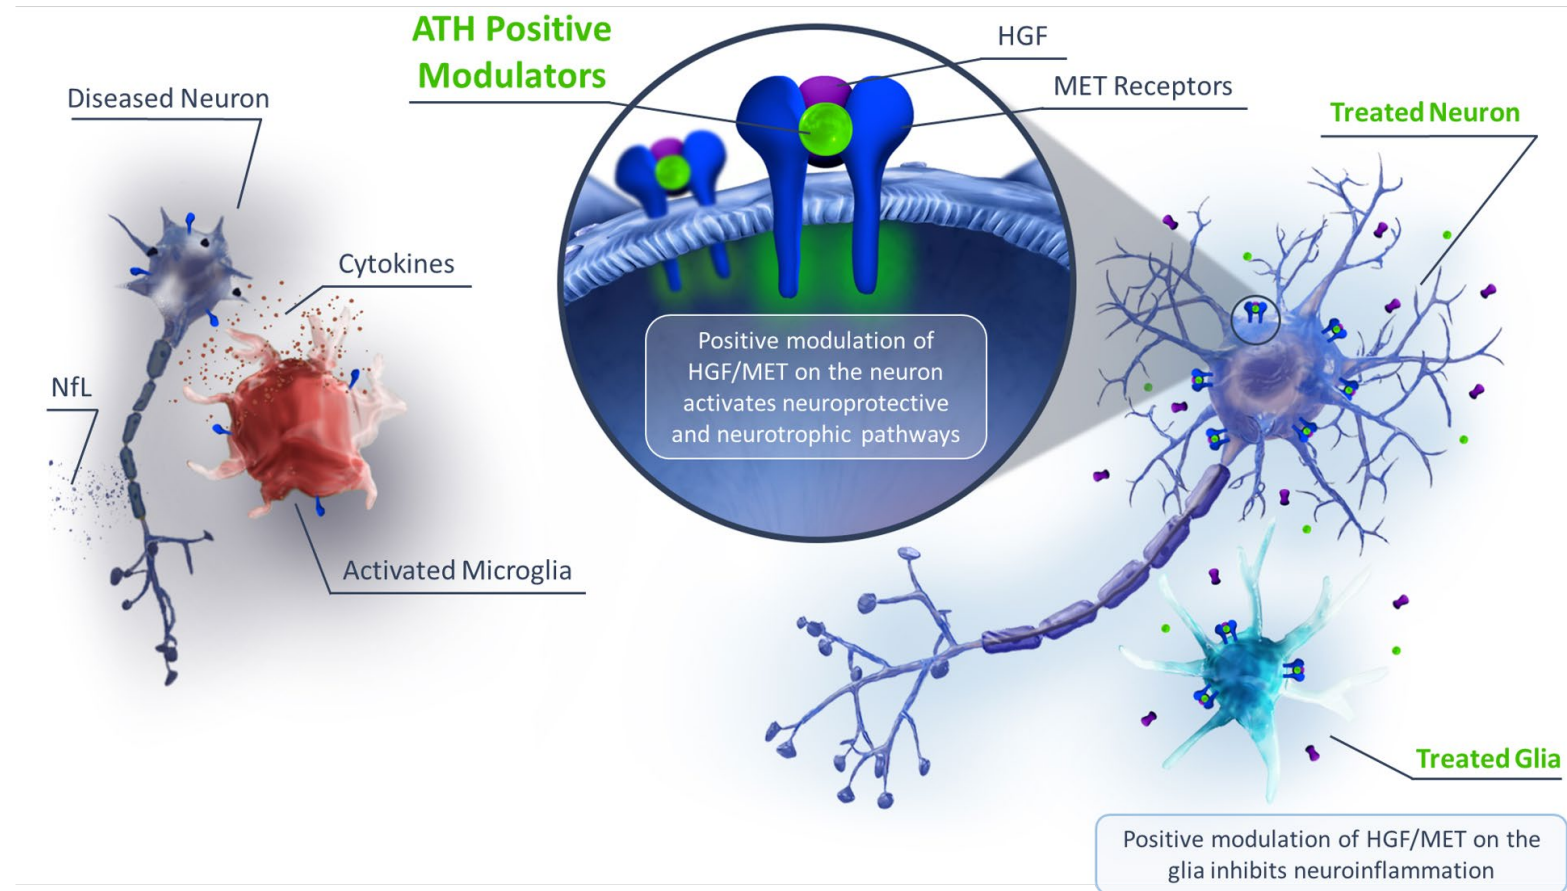 ATH Positive
Modulators
HGF
MET Receptors
Diseased Neuron
Treated Neuron
Cytokines
NfL
Positive modulation of
HGF/MET on the neuron
activates neuroprotective
and neurotrophic pathways
Activated Microglia
Treated Glia
Positive modulation of HGF/MET on the
glia inhibits neuroinflammation